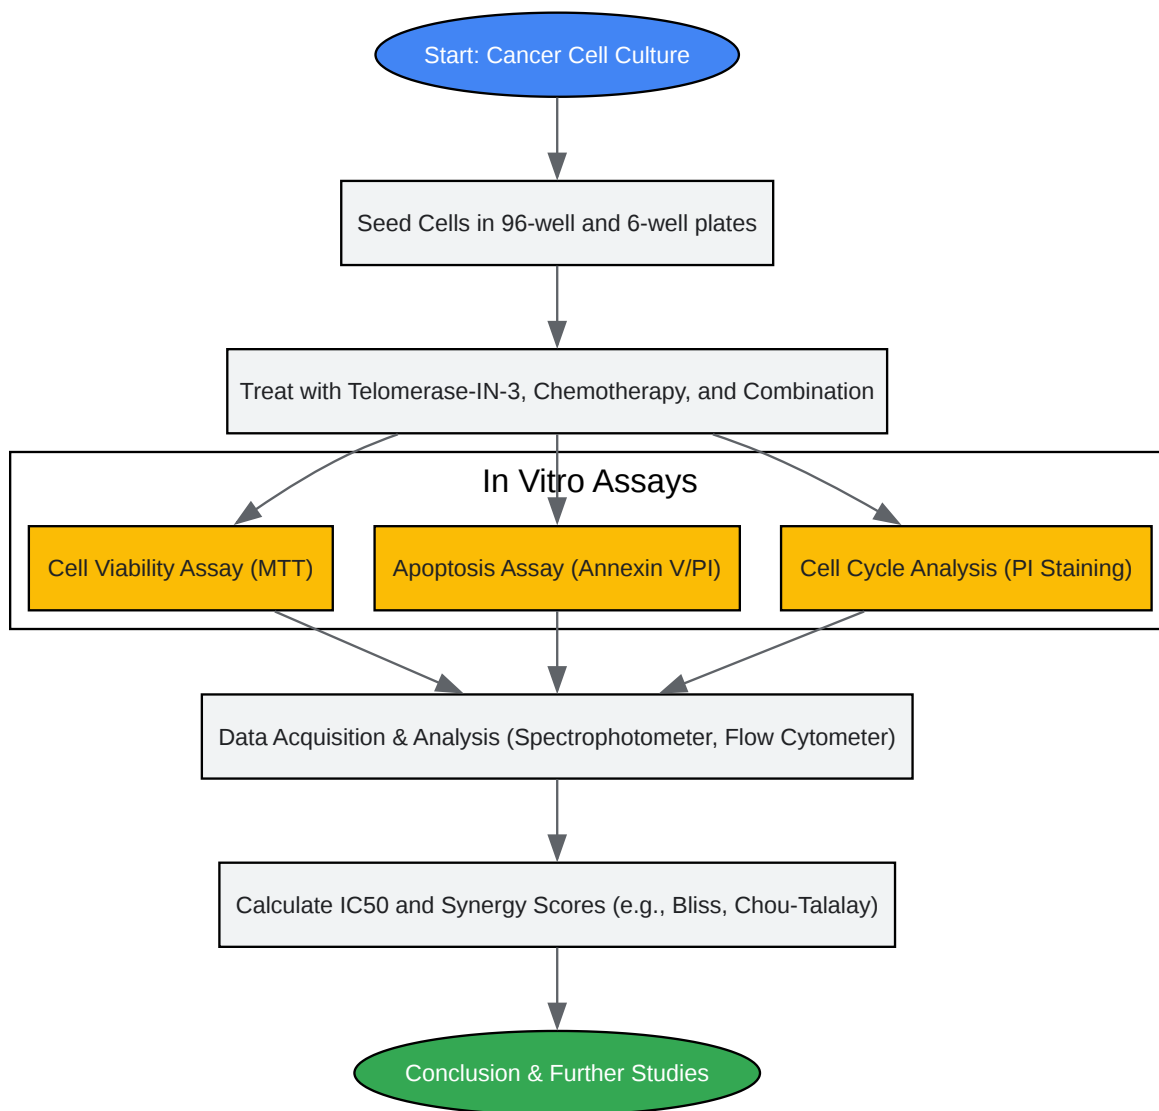 Start: Cancer Cell Culture
Seed Cells in 96-well and 6-well plates
Treat with Telomerase-IN-3, Chemotherapy, and Combination
In Vitro Assays
Cell Viability Assay (MTT)
Apoptosis Assay (Annexin V/PI)
Cell Cycle Analysis (PI Staining)
Data Acquisition & Analysis (Spectrophotometer, Flow Cytometer)
Calculate IC50 and Synergy Scores (e.g., Bliss, Chou-Talalay)
Conclusion & Further Studies